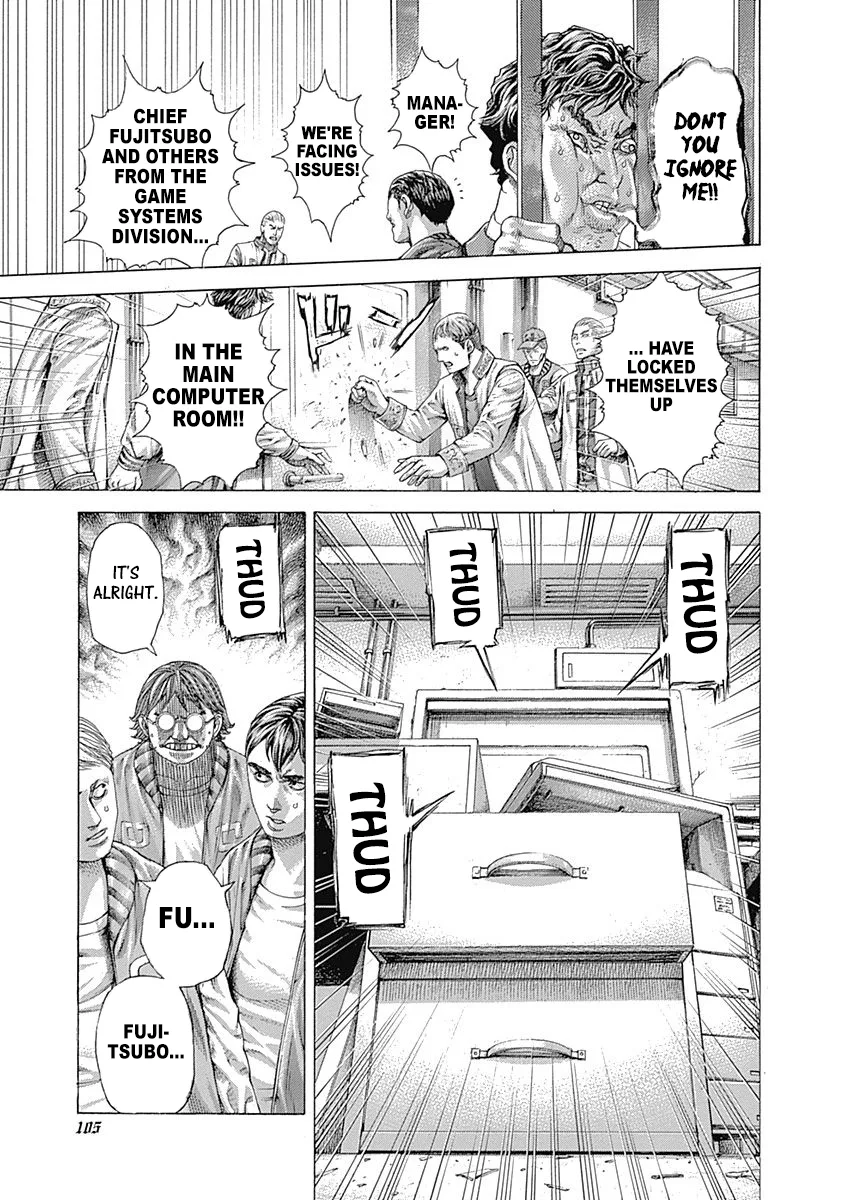 DON'T
YOU
IGNORE
ME!!
MANA-
GER!
WE'RE
FACING
ISSUES!
CHIEF
FUJITSUBO
AND OTHERS
FROM THE
GAME
SYSTEMS
DIVISION...
... HAVE
LOCKED
THEMSELVES
UP
IN THE
MAIN
COMPUTER
ROOM!!
THUD
THUD
THUD
THUD
IT'S
ALRIGHT.
FU...
FUJI-
TSUBO...
105